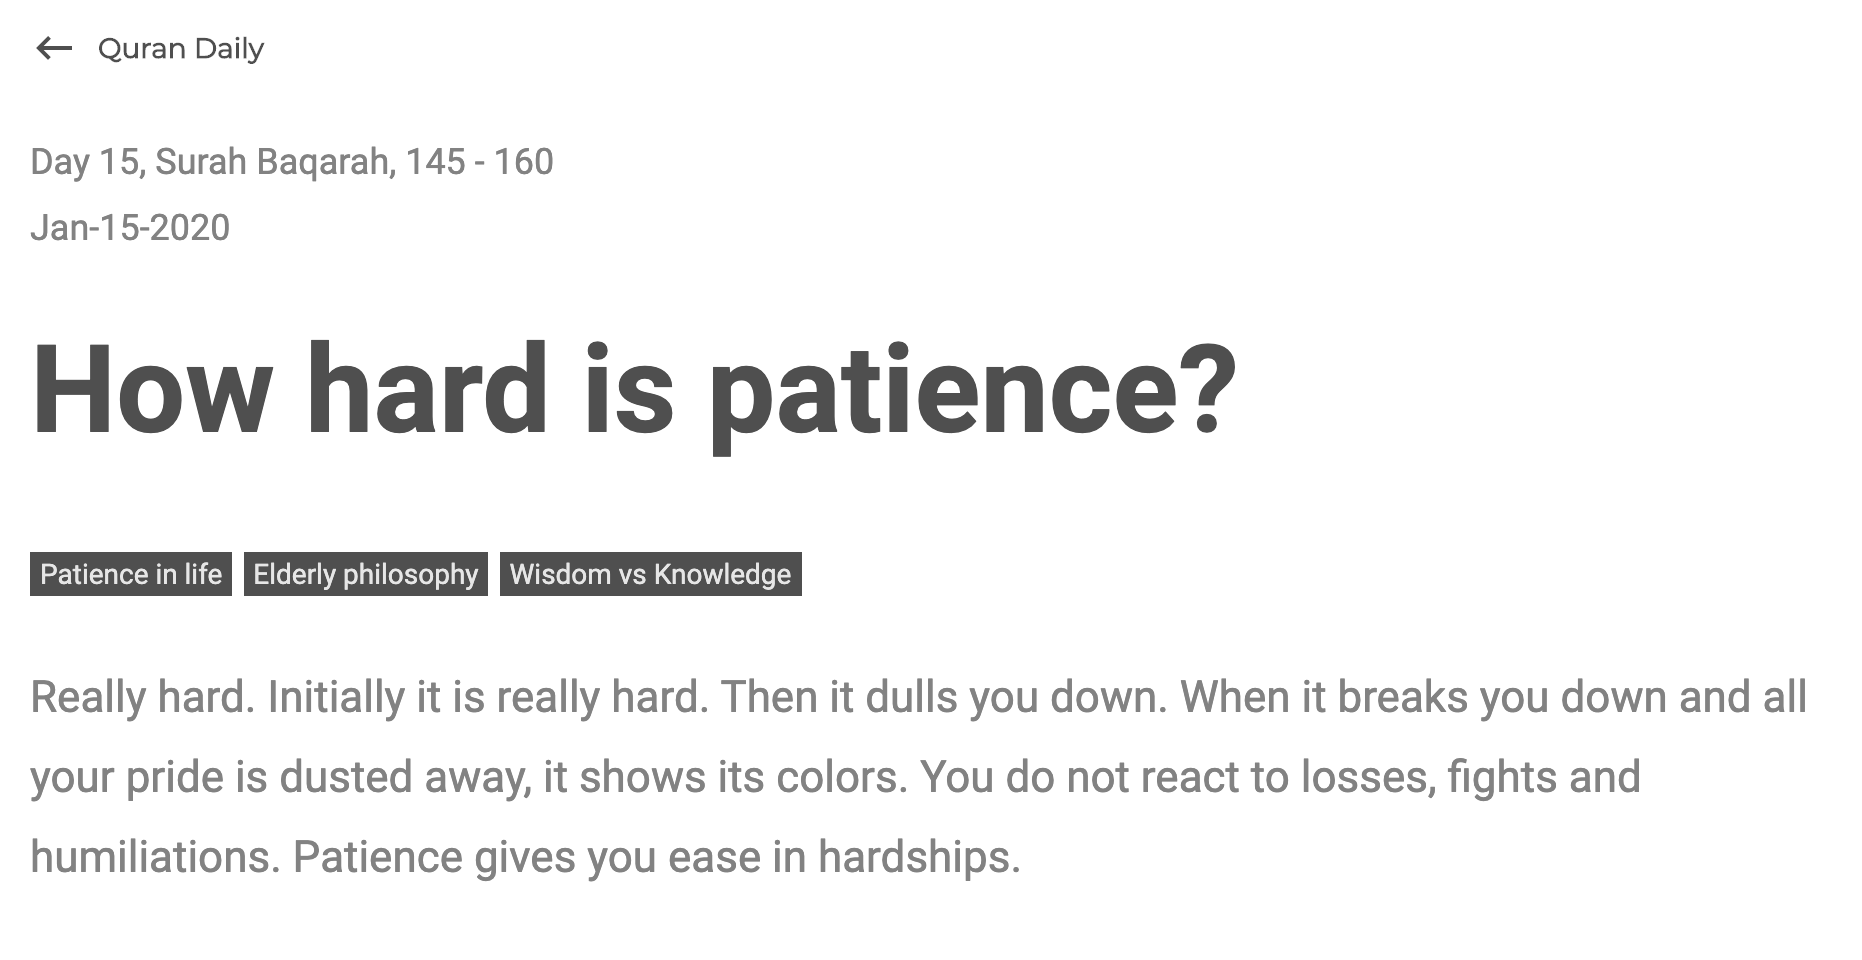 Quran Daily
Day 15, Surah Baqarah, 145 - 160
Jan-15-2020
How hard is patience?
Patience in life Elderly philosophy Wisdom vs Knowledge
Really hard. Initially it is really hard. Then it dulls you down. When it breaks you down and all
your pride is dusted away, it shows its colors. You do not react to losses, fights and
humiliations. Patience gives you ease in hardships.